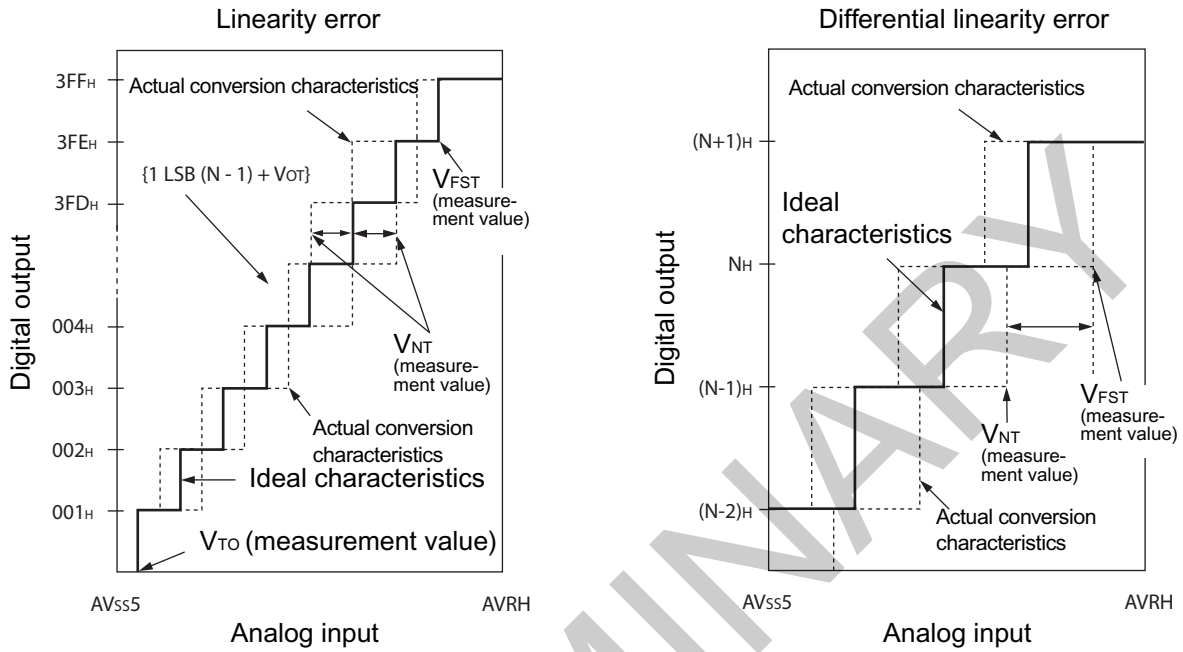 Linearity error
3FFH
3FEH
3FDH
004H
003H
002H
001H
Digital output
Actual conversion characteristics
{1 LSB (N - 1) + VOT}
VFST
(measure-
ment value)
VNT
(measure-
ment value)
Actual conversion
characteristics
Ideal characteristics
VTO (measurement value)
AVSS5
AVRH
Analog input
Differential linearity error
(N+1)H
NH
(N-1)H
(N-2)H
Digital output
Actual conversion characteristics
Ideal
characteristics
VFST
(measure-
ment value)
VNT
(measure-
ment value)
Actual conversion
characteristics
AVSS5
AVRH
Analog input
MINARY